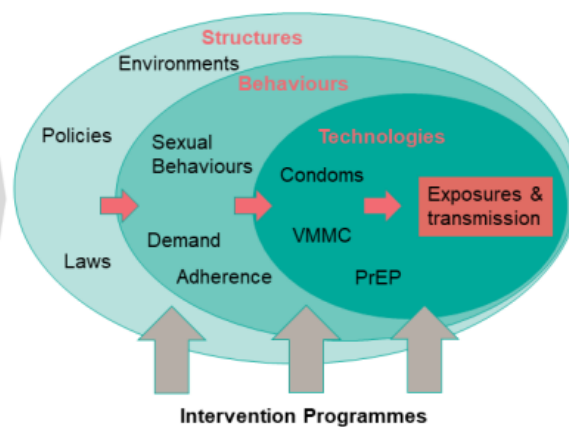 Structures
Environments
Behaviours
Technologies
Policies
Sexual
Behaviours
Condoms
Exposures &
transmission
VMMC
Demand
Laws
Adherence
PrEP
Intervention Programmes